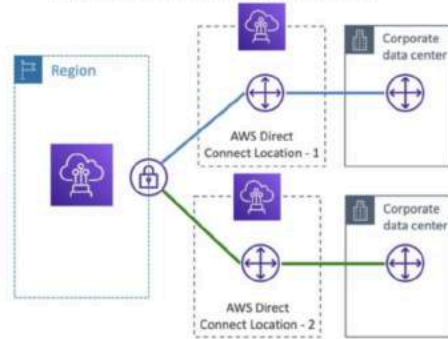 Region
AWS Direct
Connect Location - 1
Corporate
data center
AWS Direct
Connect Location - 2
Corporate
data center